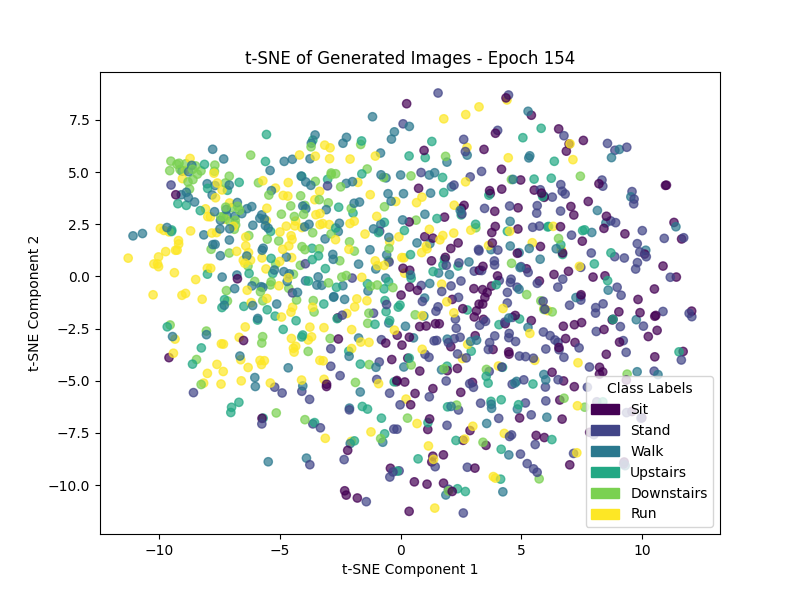 t-SNE of Generated Images - Epoch 154
t-SNE Component 2
7.5
5.0
2.5
0.0
−2.5
−5.0
−7.5
−10.0
Class Labels
Sit
Stand
Walk
Upstairs
Downstairs
Run
−10
−5
0
5
10
t-SNE Component 1